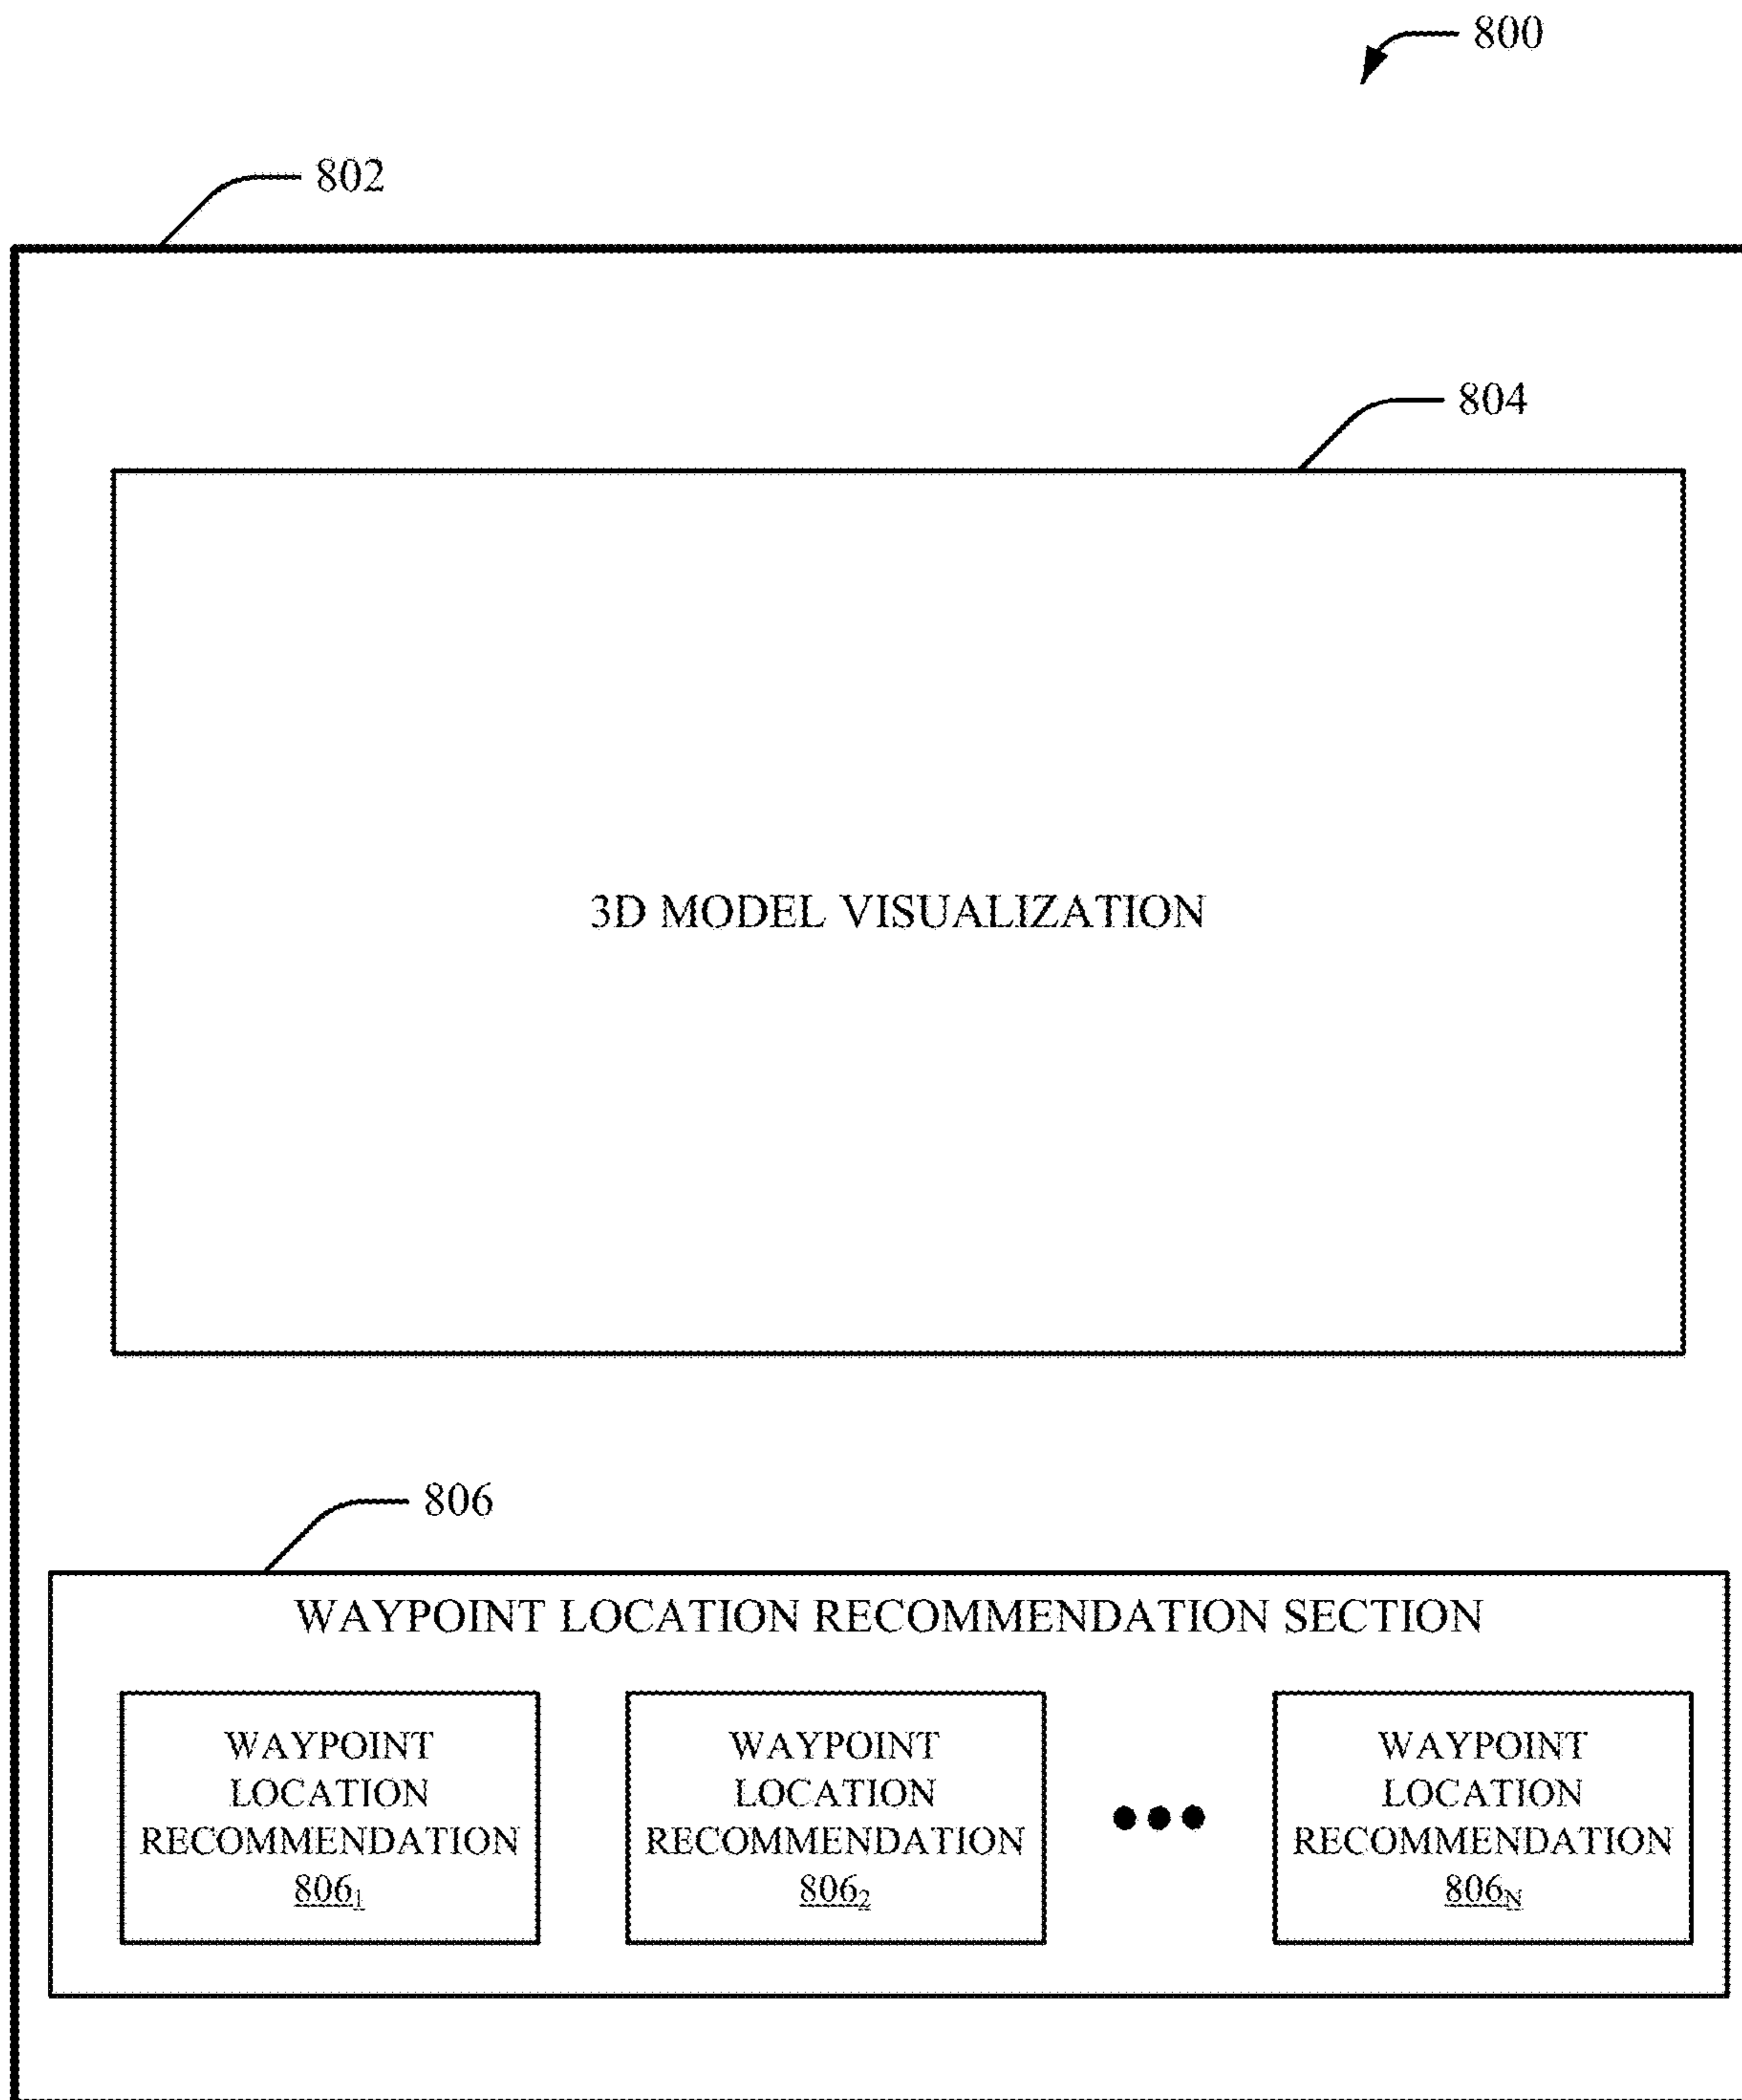 800
802
804
3D MODEL VISUALIZATION
806
WAYPOINT LOCATION RECOMMENDATION SECTION
WAYPOINT
LOCATION
RECOMMENDATION
806₁
WAYPOINT
LOCATION
RECOMMENDATION
806₂
•••
WAYPOINT
LOCATION
RECOMMENDATION
806_N